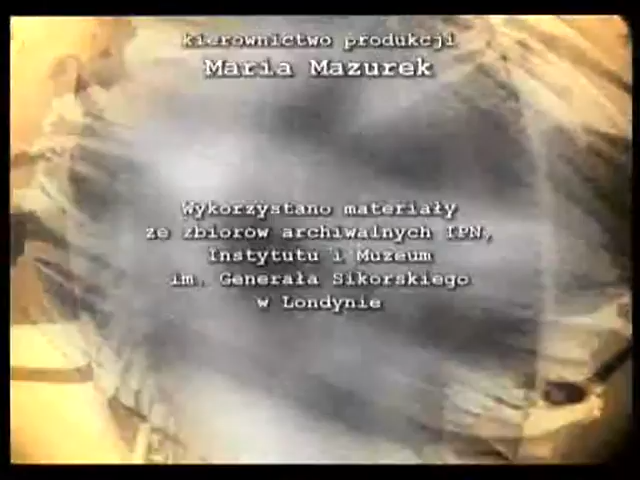 kierownictwo produkcji
Maria Mazurek
Wykorzystano materiały
ze zbiorów archiwalnych IPN,
Instytutu i Muzeum
im. Generała Sikorskiego
w Londynie